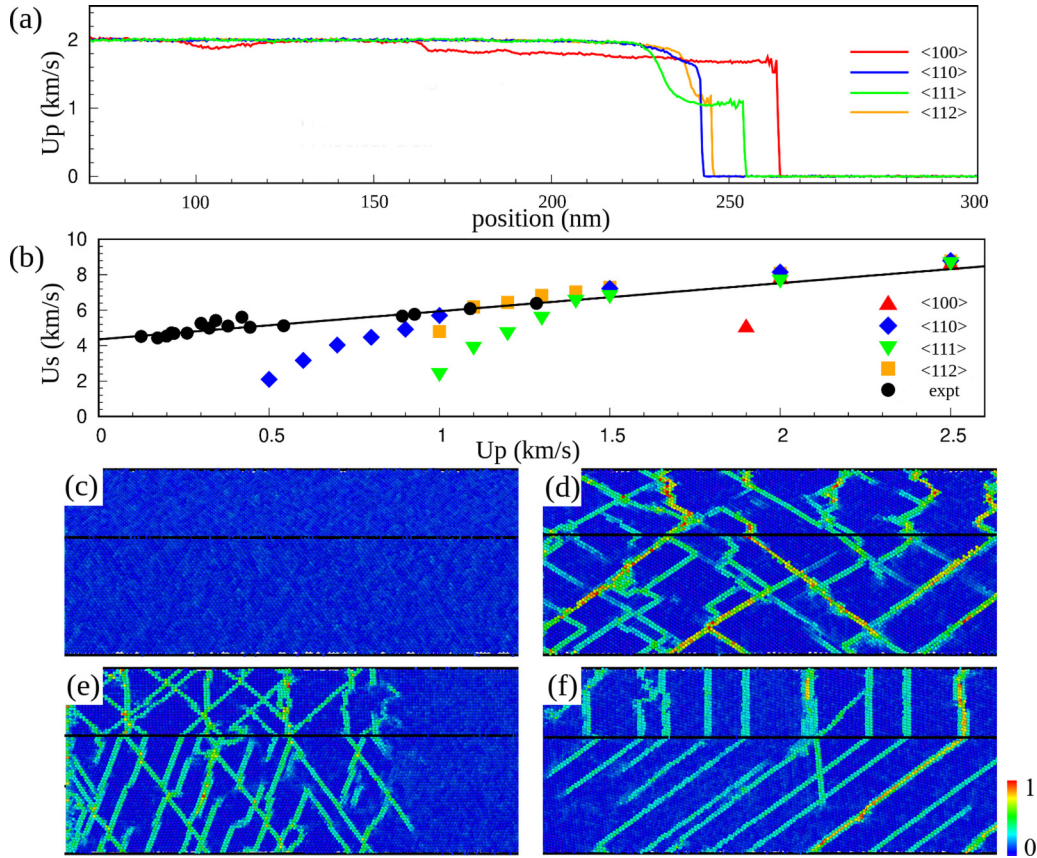 (a)
Up (km/s)
2
1
0
<100>
<110>
<111>
<112>
100
150
200
250
300
position (nm)
(b)
Us (km/s)
10
8
6
4
2
0
<100>
<110>
<111>
<112>
expt
0
0.5
1
1.5
2
2.5
Up (km/s)
(c)
(d)
(e)
(f)
1
0